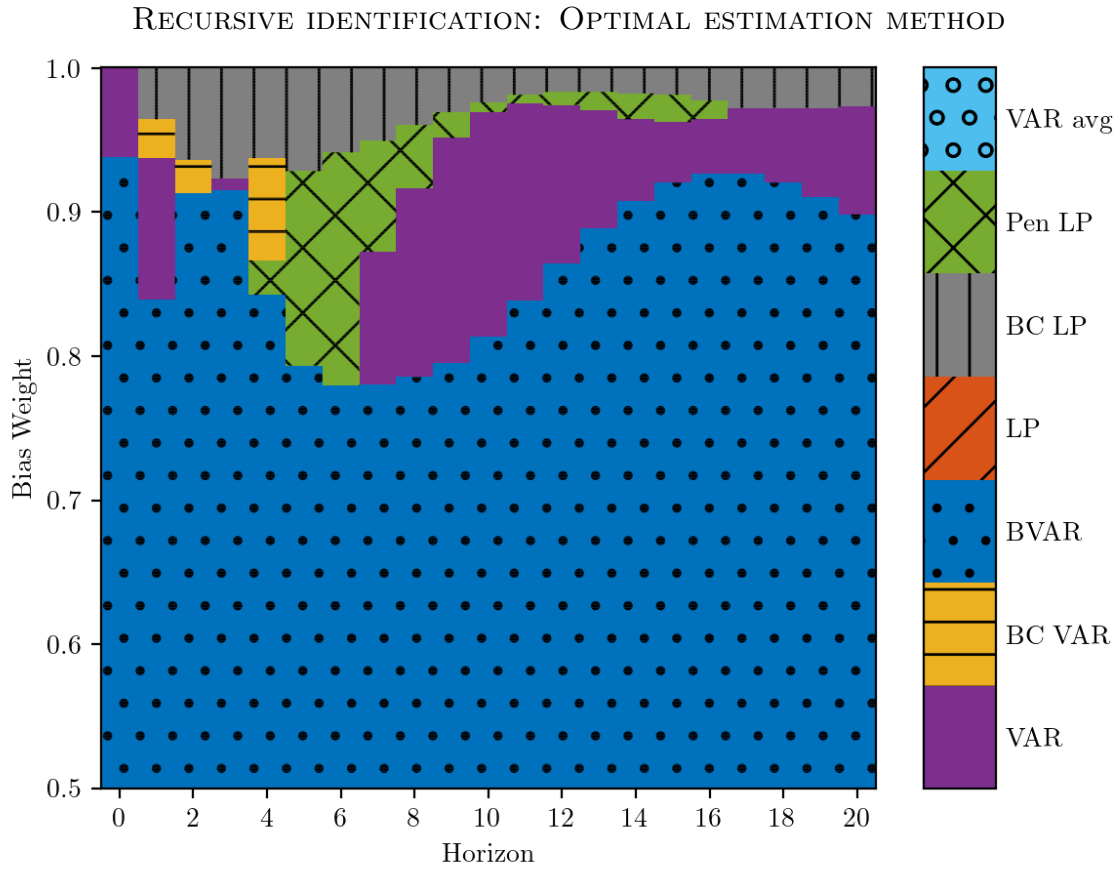 Recursive identification: Optimal estimation method
1.0
0.9
0.8
0.7
0.6
0.5
Bias Weight
0 2 4 6 8 10 12 14 16 18 20
Horizon
VAR avg
Pen LP
BC LP
LP
BVAR
BC VAR
VAR